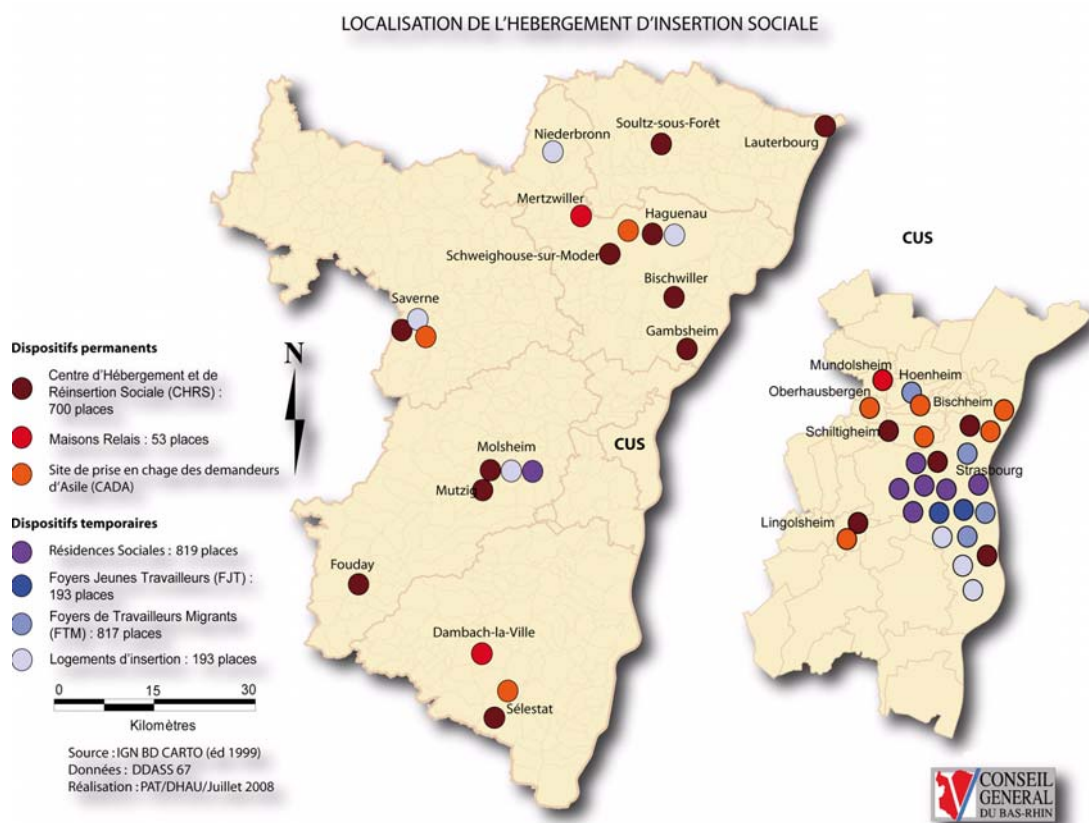 LOCALISATION DE L'HEBERGEMENT D'INSERTION SOCIALE
Niederbronn
Soultz-sous-Forêt
Lauterbourg
Mertzwiller
Haguenau
Schweighouse-sur-Moder
Bischwiller
Saverne
Gambsheim
CUS
Molsheim
Mutzig
Fouday
Dambach-la-Ville
Sélestat
CUS
Mundolsheim
Hoenheim
Oberhausbergen
Bischheim
Schiltigheim
Strasbourg
Lingolsheim
N
Dispositifs permanents
Centre d'Hébergement et de
Réinsertion Sociale (CHRS) :
700 places
Maisons Relais : 53 places
Site de prise en chage des demandeurs
d'Asile (CADA)
Dispositifs temporaires
Résidences Sociales : 819 places
Foyers Jeunes Travailleurs (FJT) :
193 places
Foyers de Travailleurs Migrants
(FTM) : 817 places
Logements d'insertion : 193 places
0 15 30
Kilomètres
Source : IGN BD CARTO (éd 1999)
Données : DDASS 67
Réalisation : PAT/DHAU/Juillet 2008
CONSEIL
GENERAL
DU BAS-RHIN